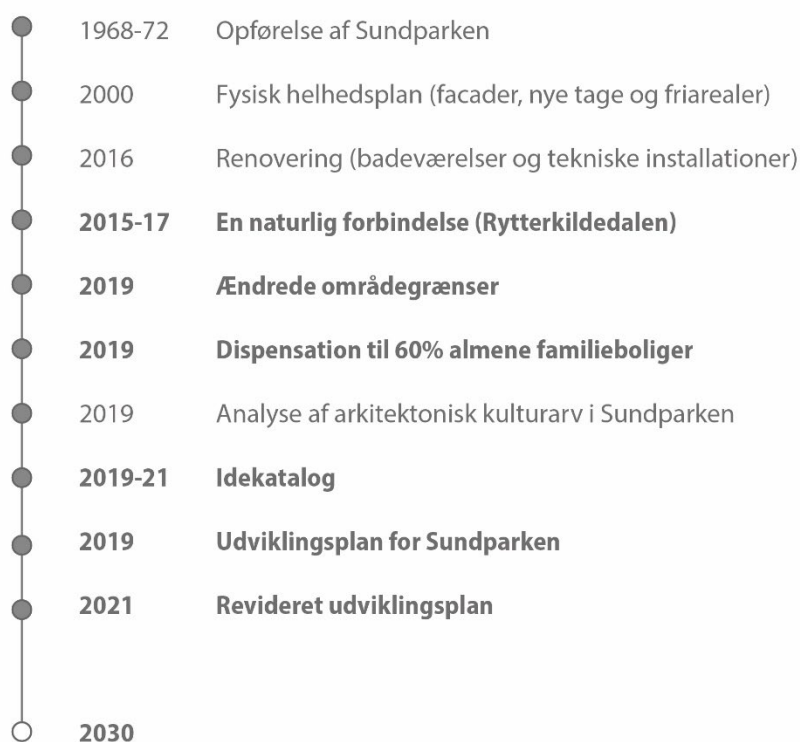 1968-72 Opførelse af Sundparken
2000 Fysisk helhedsplan (facader, nye tage og friarealer)
2016 Renovering (badeværelser og tekniske installationer)
2015-17 En naturlig forbindelse (Rytterkildedalen)
2019 Ændrede områdegrænser
2019 Dispensation til 60% almene familieboliger
2019 Analyse af arkitektonisk kulturarv i Sundparken
2019-21 Idekatalog
2019 Udviklingsplan for Sundparken
2021 Revideret udviklingsplan
2030